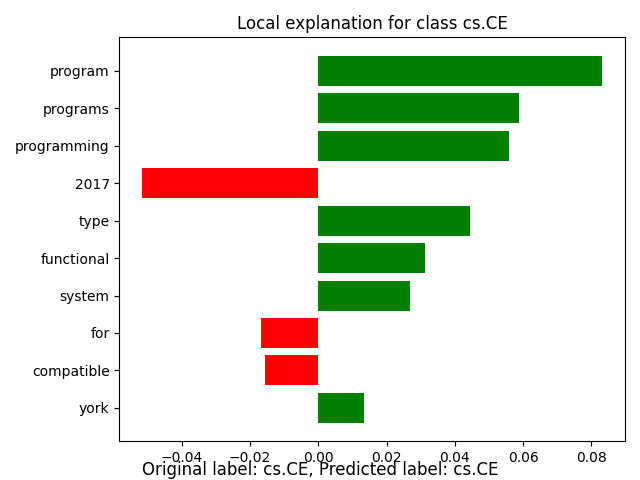 Local explanation for class cs.CE
program
programs
programming
2017
type
functional
system
for
compatible
york
−0.04 −0.02 0.00 0.02 0.04 0.06 0.08
Original label: cs.CE, Predicted label: cs.CE